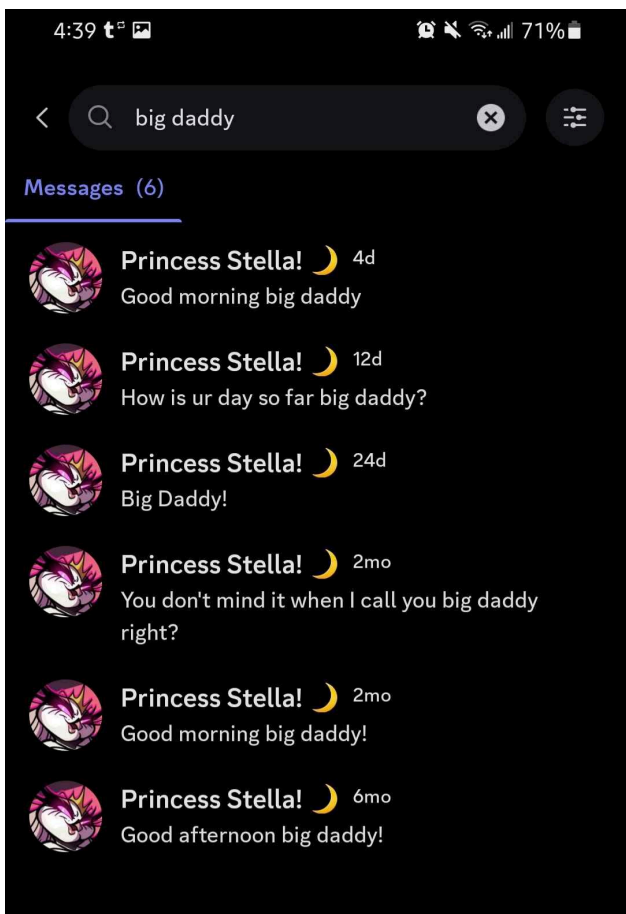 4:39
71%
big daddy
Messages (6)
Princess Stella! 🌙 4d
Good morning big daddy
Princess Stella! 🌙 12d
How is ur day so far big daddy?
Princess Stella! 🌙 24d
Big Daddy!
Princess Stella! 🌙 2mo
You don't mind it when I call you big daddy
right?
Princess Stella! 🌙 2mo
Good morning big daddy!
Princess Stella! 🌙 6mo
Good afternoon big daddy!